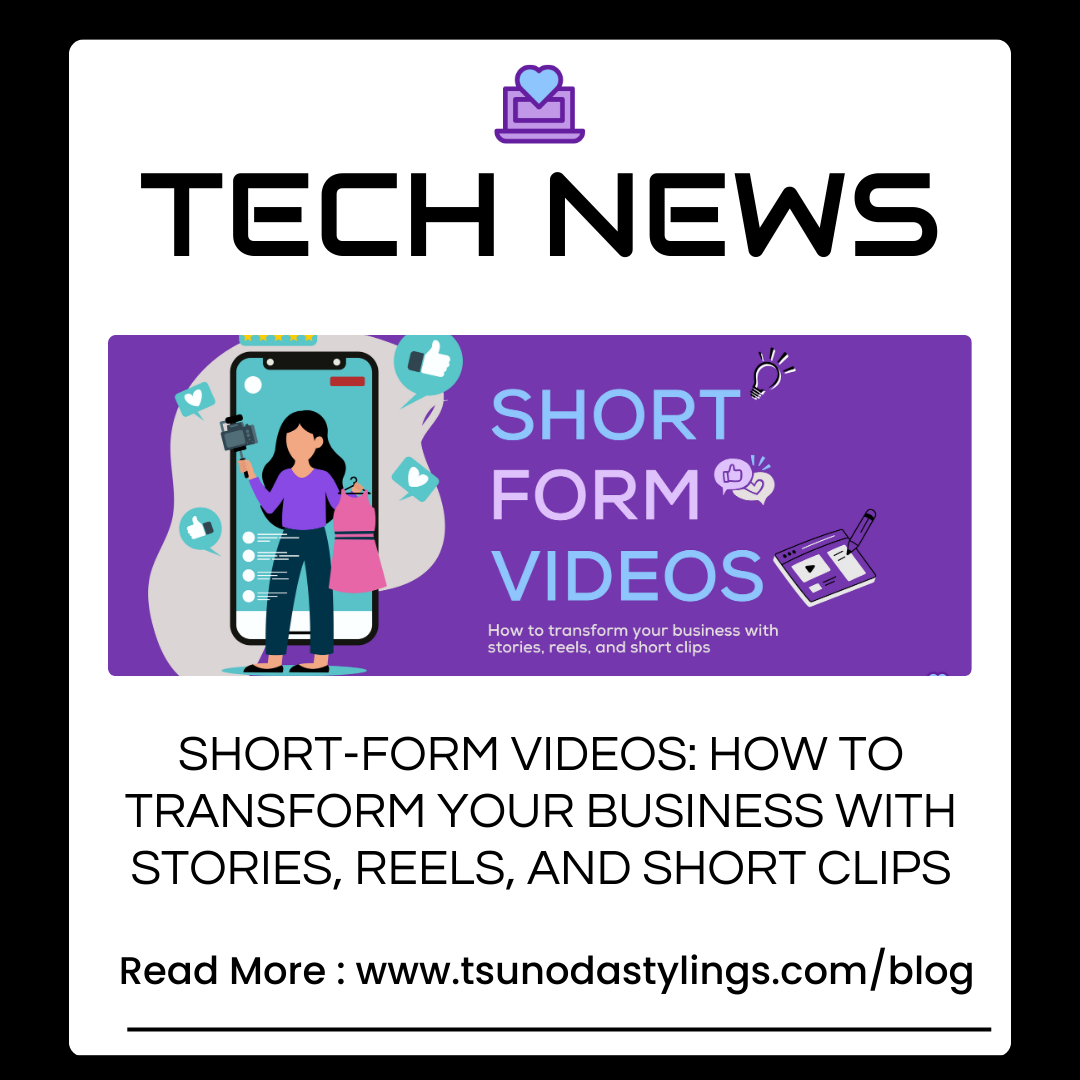 TECH NEWS
SHORT
FORM
VIDEOS
How to transform your business with
stories, reels, and short clips
SHORT-FORM VIDEOS: HOW TO
TRANSFORM YOUR BUSINESS WITH
STORIES, REELS, AND SHORT CLIPS
Read More : www.tsunodastylings.com/blog